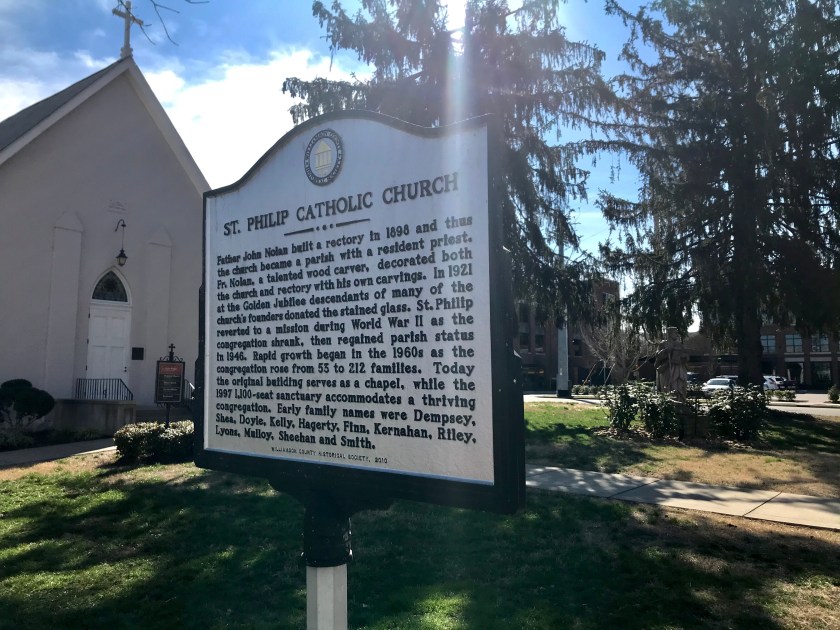 ST. PHILIP CATHOLIC CHURCH
Father John Nolan built a rectory in 1898 and thus
the church became a parish with a resident priest.
Fr. Nolan, a talented wood carver, decorated both
the church and rectory with his own carvings. In 1921
at the Golden Jubilee descendants of many of the
church's founders donated the stained glass. St. Philip
reverted to a mission during World War II as the
congregation shrank, then regained parish status
in 1946. Rapid growth began in the 1960s as the
congregation rose from 53 to 212 families. Today
the original building serves as a chapel, while the
1997 1,100-seat accommodates a thriving
congregation. Early family names were Dempsey,
Shea, Doyle, Kelly, Hagerty, Finn, Kernahan, Riley,
Lyons, Malloy, Sheehan and Smith.
WILLIAMSON COUNTY HISTORICAL SOCIETY, 2010